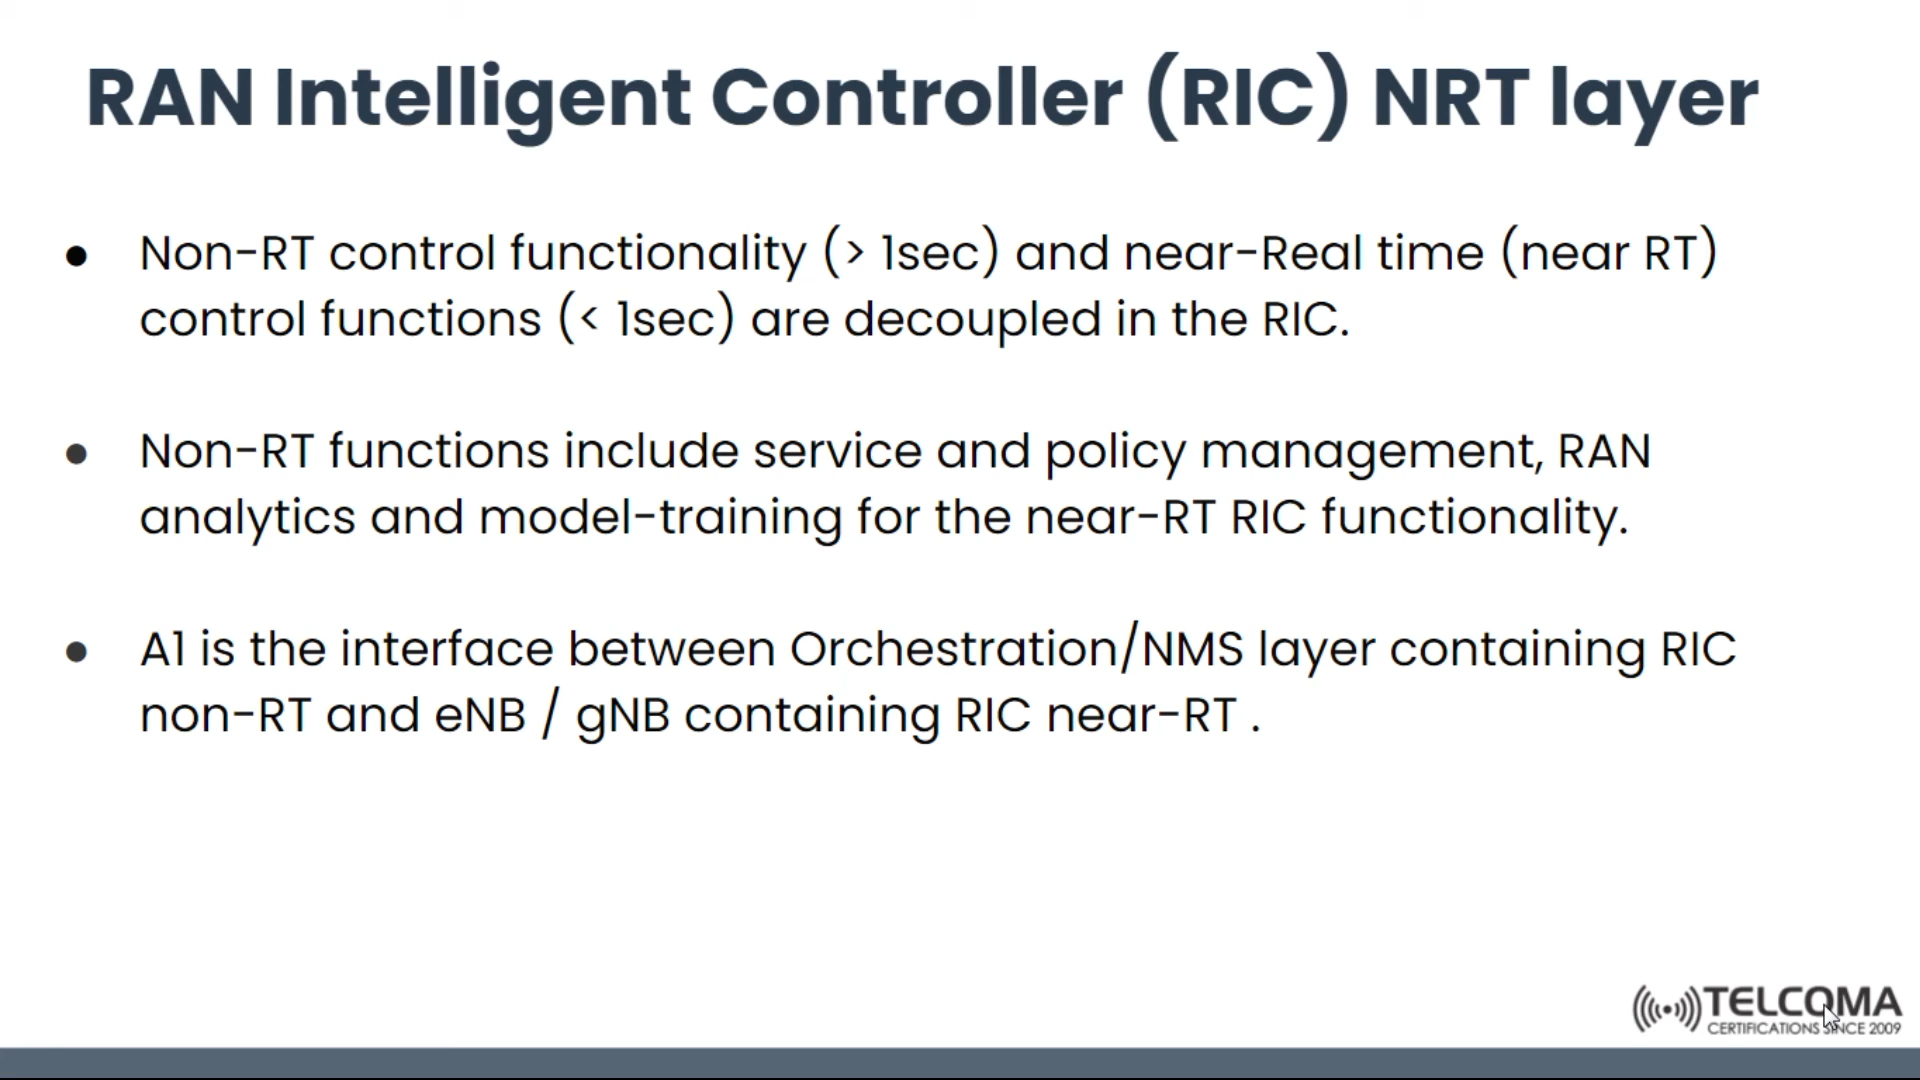 RAN Intelligent Controller (RIC) NRT layer
● Non-RT control functionality (> 1sec) and near-Real time (near RT)
control functions (< 1sec) are decoupled in the RIC.
● Non-RT functions include service and policy management, RAN
analytics and model-training for the near-RT RIC functionality.
● A1 is the interface between Orchestration/NMS layer containing RIC
non-RT and eNB / gNB containing RIC near-RT .
TELCOMA
CERTIFICATIONS SINCE 2009